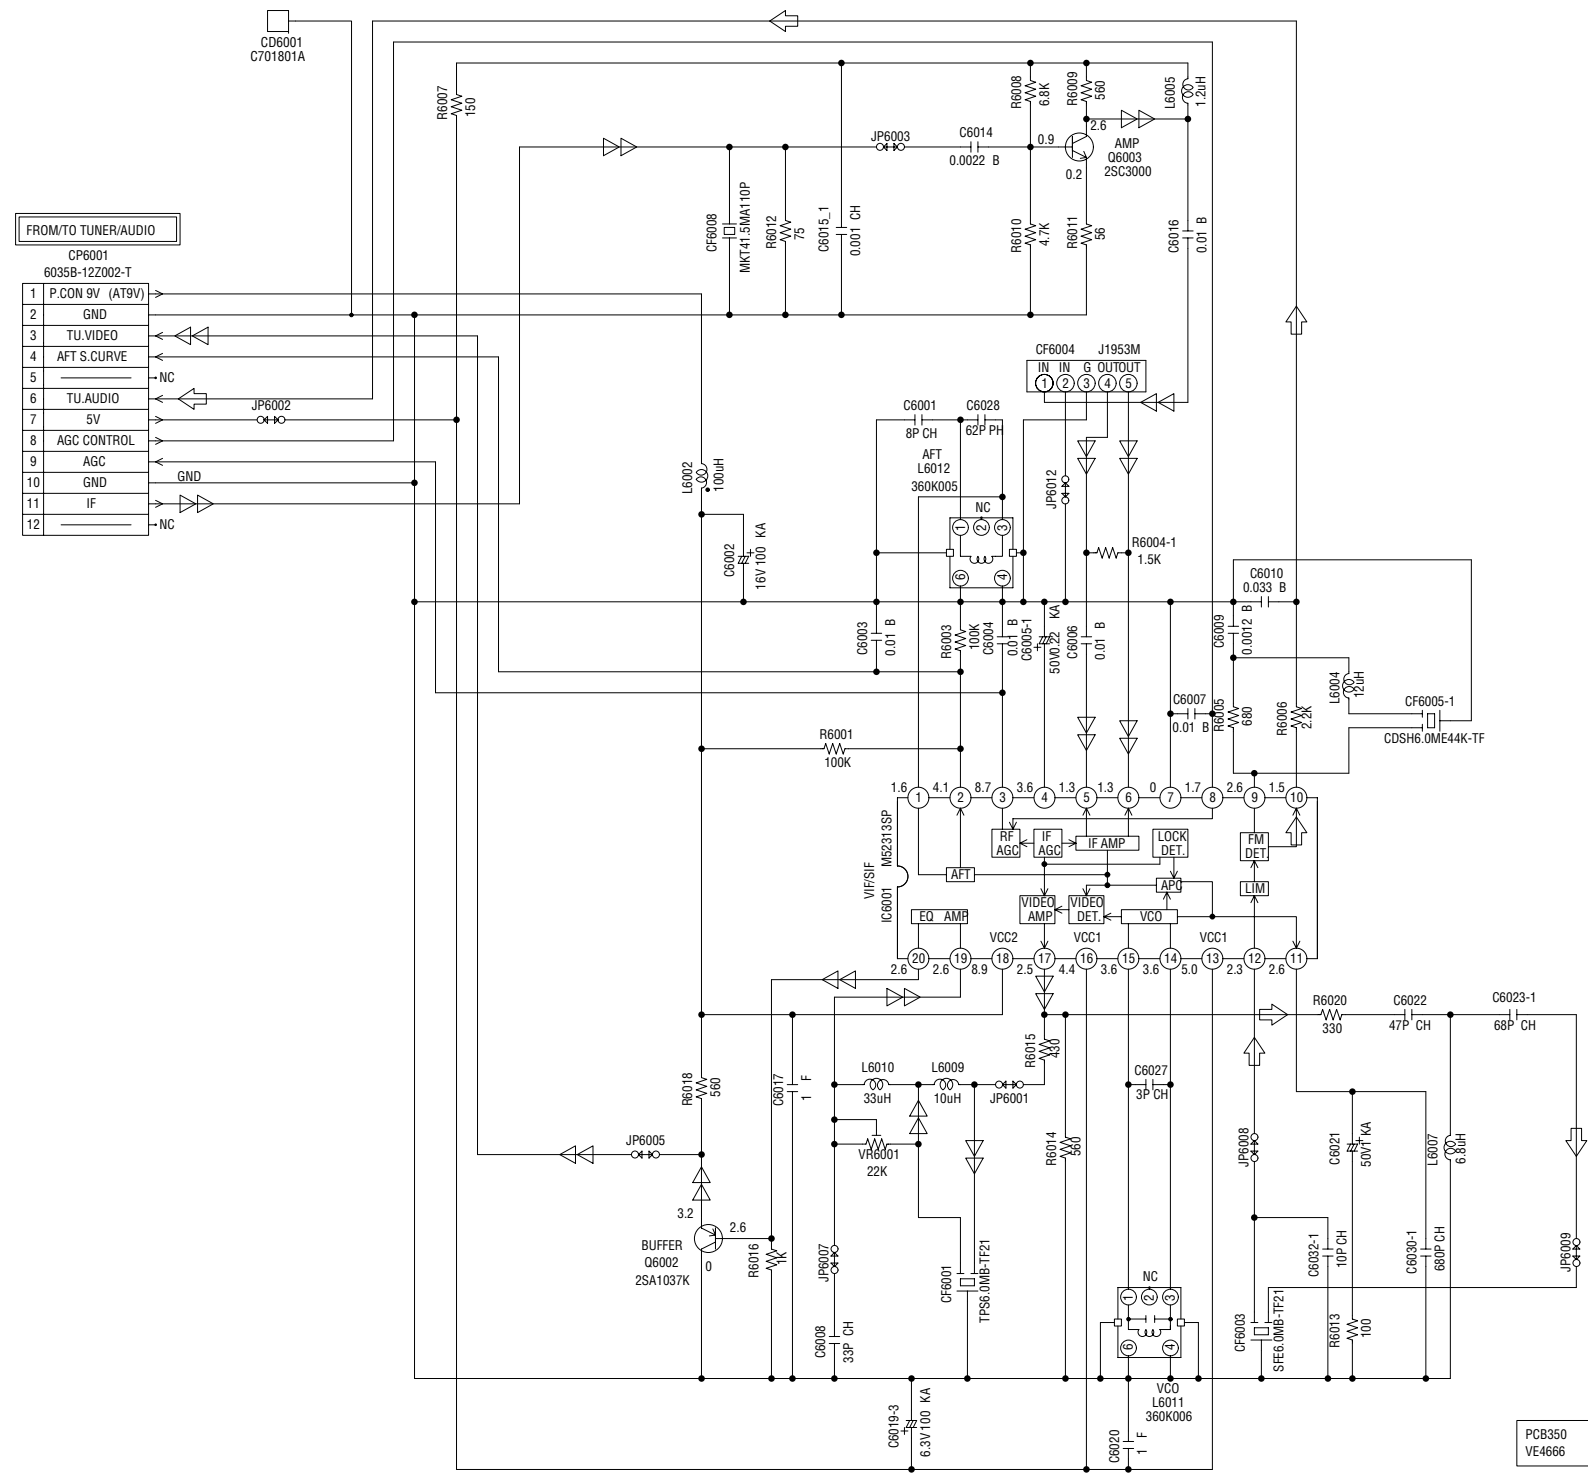 CD6001
C701801A
FROM/TO TUNER/AUDIO
CP6001
6035B-12Z002-T
1 P.CON 9V (AT9V)
2 GND
3 TU.VIDEO
4 AFT S.CURVE
5 NC
6 TU.AUDIO
7 5V
8 AGC CONTROL
9 AGC
10 GND
11 IF
12 NC
GND
JP6002
R6007
150
JP6003
C6014
0.0022 B
R6008
6.8K
R6009
560
L6005
1.2uH
0.9
2.6
0.2
AMP
Q6003
2SC3000
CF6008
MKT41.5MA110P
R6012
75
C6015_1
0.001 CH
R6010
4.7K
R6011
56
C6016
0.01 B
CF6004 J1953M
IN IN G OUTOUT
1 2 3 4 5
C6001
8P CH
C6028
62P PH
AFT
L6012
360K005
NC
1 2 3
6 4
JP6012
R6004-1
1.5K
L6002
100uH
C6002
16V 100 KA
C6003
0.01 B
R6003
100K
C6004
0.01 B
C6005-1
50V0.22 KA
C6006
0.01 B
C6007
0.01 B
C6010
0.033 B
C6009
0.0012 B
R6005
680
R6006
2.2K
L6004
12uH
CF6005-1
CDSH6.0ME44K-TF
R6001
100K
1.6 4.1 8.7 3.6 1.3 1.3 0 1.7 2.6 1.5
1 2 3 4 5 6 7 8 9 10
VIF/SIF
IC6001 M52313SP
RF AGC
IF AGC
IF AMP
LOCK DET.
FM DET.
AFT
APC
LIM
EQ AMP
VIDEO AMP
VIDEO DET.
VCO
VCC2 VCC1 VCC1
20 19 18 17 16 15 14 13 12 11
2.6 2.6 8.9 2.5 4.4 3.6 3.6 5.0 2.3 2.6
R6018
560
C6017
1 F
L6010
33uH
L6009
10uH
JP6001
R6015
430
R6014
560
C6027
3P CH
R6020
330
C6022
47P CH
C6023-1
68P CH
VR6001
22K
JP6005
3.2
2.6
0
BUFFER
Q6002
2SA1037K
R6016
1K
JP6007
C6008
33P CH
CF6001
TPS6.0MB-TF21
JP6008
C6021
50V1 KA
L6007
6.8uH
C6032-1
10P CH
C6030-1
680P CH
JP6009
CF6003
SFE6.0MB-TF21
R6013
100
NC
1 2 3
6 4
VCO
L6011
360K006
C6019-3
6.3V100 KA
C6020
1 F
PCB350
VE4666